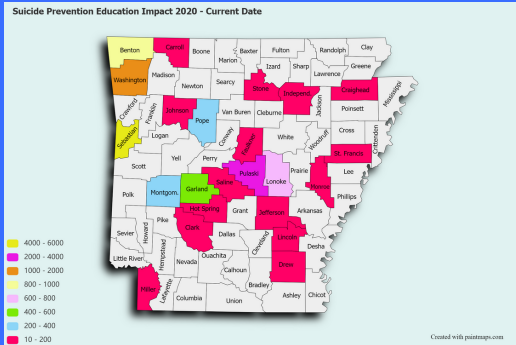 Suicide Prevention Education Impact 2020 - Current Date
Benton
Carroll
Boone
Marion
Baxter
Fulton
Randolph
Clay
Washington
Madison
Newton
Searcy
Stone
Izard
Sharp
Lawrence
Greene
Independ.
Craighead
Mississippi
Crawford
Franklin
Johnson
Pope
Van Buren
Cleburne
Jackson
Poinsett
Sebastian
Logan
Conway
Faulkner
White
Woodruff
Cross
Crittenden
St. Francis
Scott
Yell
Perry
Pulaski
Lonoke
Prairie
Monroe
Lee
Phillips
Polk
Montgom.
Garland
Saline
Hot Spring
Grant
Jefferson
Arkansas
Sevier
Howard
Pike
Clark
Dallas
Cleveland
Lincoln
Desha
Little River
Hempstead
Nevada
Ouachita
Calhoun
Bradley
Drew
Miller
Lafayette
Columbia
Union
Ashley
Chicot
4000 - 6000
2000 - 4000
1000 - 2000
800 - 1000
600 - 800
400 - 600
200 - 400
10 - 200
Created with paintmaps.com